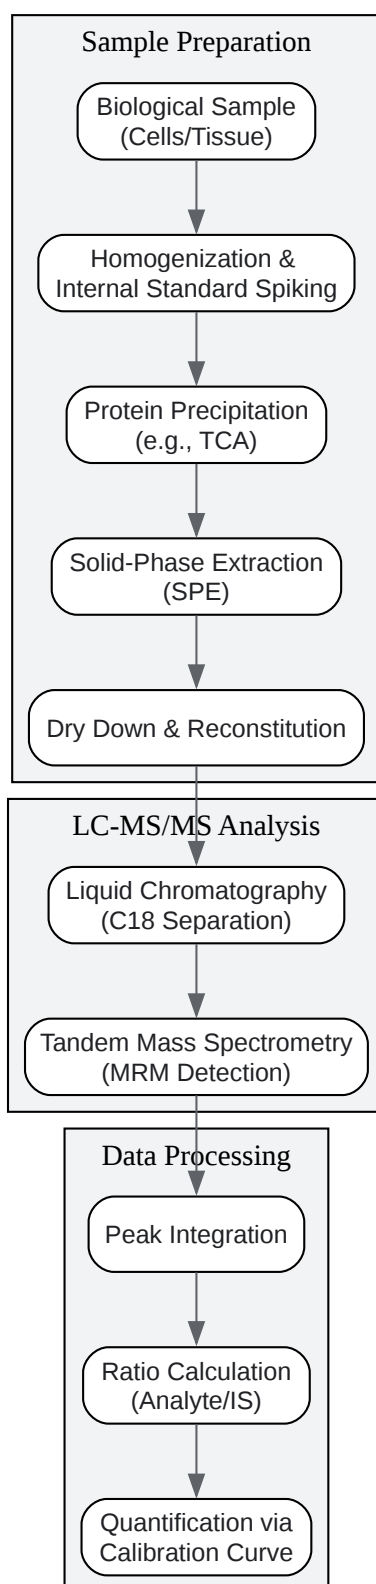 Sample Preparation
Biological Sample
(Cells/Tissue)
Homogenization &
Internal Standard Spiking
Protein Precipitation
(e.g., TCA)
Solid-Phase Extraction
(SPE)
Dry Down & Reconstitution
LC-MS/MS Analysis
Liquid Chromatography
(C18 Separation)
Tandem Mass Spectrometry
(MRM Detection)
Data Processing
Peak Integration
Ratio Calculation
(Analyte/IS)
Quantification via
Calibration Curve